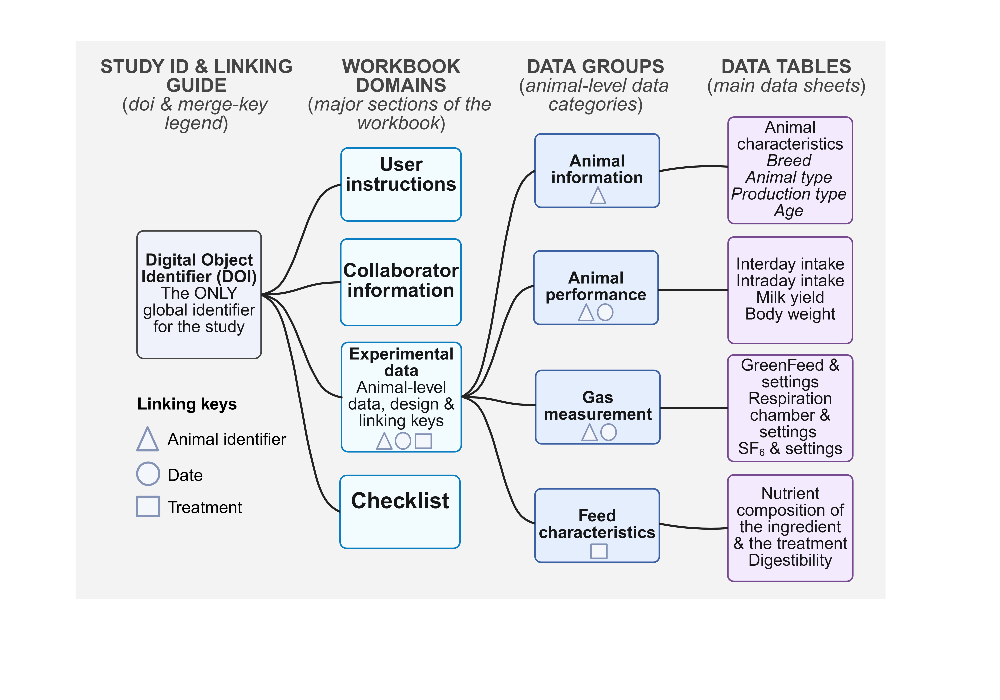 STUDY ID & LINKING
GUIDE
(doi & merge-key
legend)
WORKBOOK
DOMAINS
(major sections of the
workbook)
DATA GROUPS
(animal-level data
categories)
DATA TABLES
(main data sheets)
Digital Object
Identifier (DOI)
The ONLY
global identifier
for the study
Linking keys
Animal identifier
Date
Treatment
User
instructions
Collaborator
information
Experimental
data
Animal-level
data, design &
linking keys
Checklist
Animal
information
Animal
performance
Gas
measurement
Feed
characteristics
Animal
characteristics
Breed
Animal type
Production type
Age
Interday intake
Intraday intake
Milk yield
Body weight
GreenFeed &
settings
Respiration
chamber &
settings
SF₆ & settings
Nutrient
composition of
the ingredient
& the treatment
Digestibility